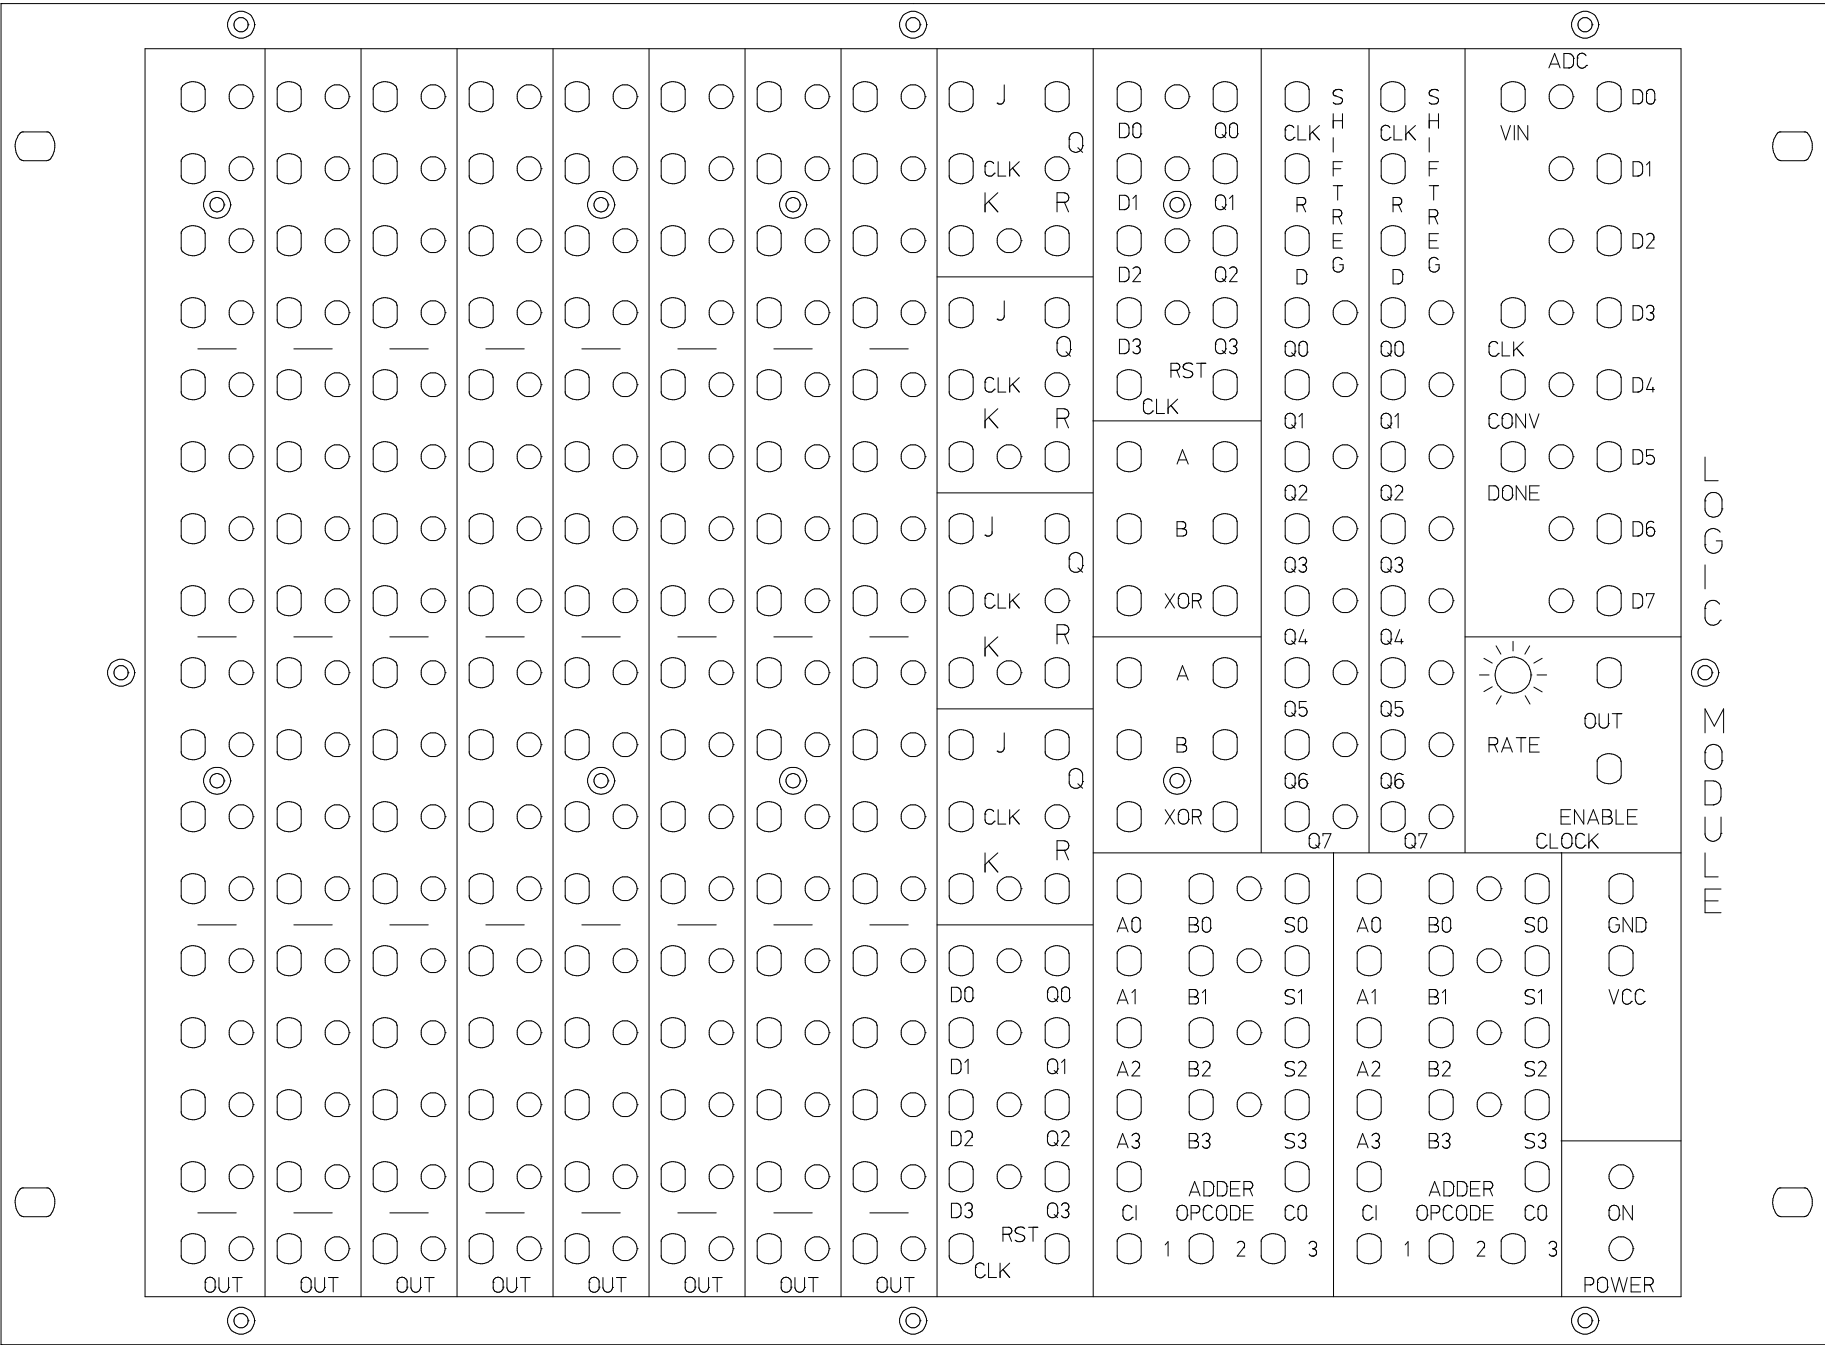 OUT
OUT
OUT
OUT
OUT
OUT
OUT
OUT
J
Q
CLK
K R
J
Q
CLK
K R
J
Q
CLK
K
R
J
Q
CLK
K
R
D0 Q0
D1 Q1
D2 Q2
D3 Q3
RST
CLK
D0 Q0
D1 Q1
D2 Q2
D3 Q3
RST
CLK
A
B
XOR
A
B
XOR
SHIFTREG
CLK
R
D
Q0
Q1
Q2
Q3
Q4
Q5
Q6
Q7
SHIFTREG
CLK
R
D
Q0
Q1
Q2
Q3
Q4
Q5
Q6
Q7
ADC
D0
VIN
D1
D2
D3
CLK
D4
CONV
D5
DONE
D6
D7
OUT
RATE
ENABLE
CLOCK
A0 B0 S0
A1 B1 S1
A2 B2 S2
A3 B3 S3
ADDER
CI OPCODE CO
1 2 3
A0 B0 S0
A1 B1 S1
A2 B2 S2
A3 B3 S3
ADDER
CI OPCODE CO
1 2 3
GND
VCC
ON
POWER
LOGIC MODULE